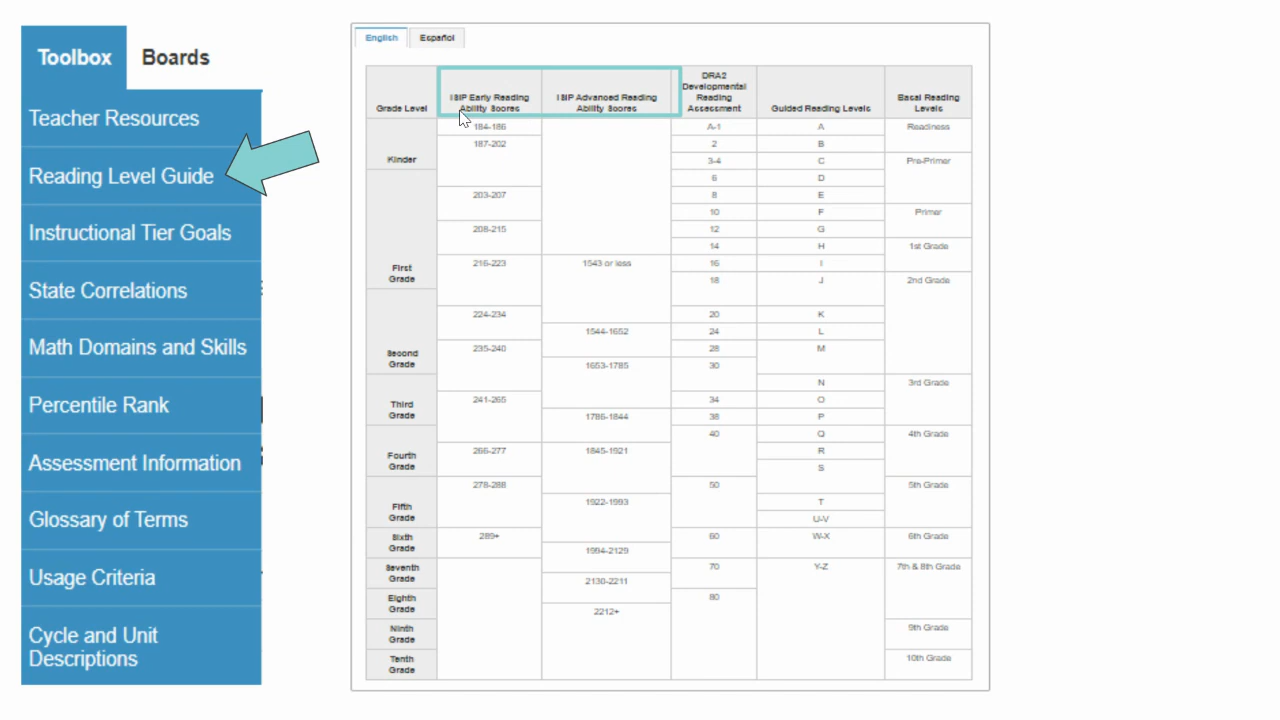 Toolbox
Boards
Teacher Resources
Reading Level Guide
Instructional Tier Goals
State Correlations
Math Domains and Skills
Percentile Rank
Assessment Information
Glossary of Terms
Usage Criteria
Cycle and Unit
Descriptions
English
Español
Grade Level
ISIP Early Reading
Ability Scores
ISIP Advanced Reading
Ability Scores
DRA2
Developmental
Reading
Assessment
Guided Reading Levels
Basal Reading
Levels
184-186 A-1 A Readiness
187-202 2 B
Kinder 3-4 C Pre-Primer
6 D
203-207 8 E
10 F Primer
208-215 12 G
14 H 1st Grade
First
Grade
216-223 1543 or less 16 I
18 J 2nd Grade
224-234 20 K
1544-1652 24 L
Second
Grade
235-240 28 M
1653-1785 30
N 3rd Grade
Third
Grade
241-265 34 O
1786-1844 38 P
40 Q 4th Grade
Fourth
Grade
266-277 1845-1921 R
S
278-288 50 5th Grade
Fifth
Grade
1922-1993 T
U-V
Sixth
Grade
289+ 60 W-X 6th Grade
1994-2129
Seventh
Grade
70 Y-Z 7th & 8th Grade
2130-2211
Eighth
Grade
80
2212+
Ninth
Grade
9th Grade
Tenth
Grade
10th Grade